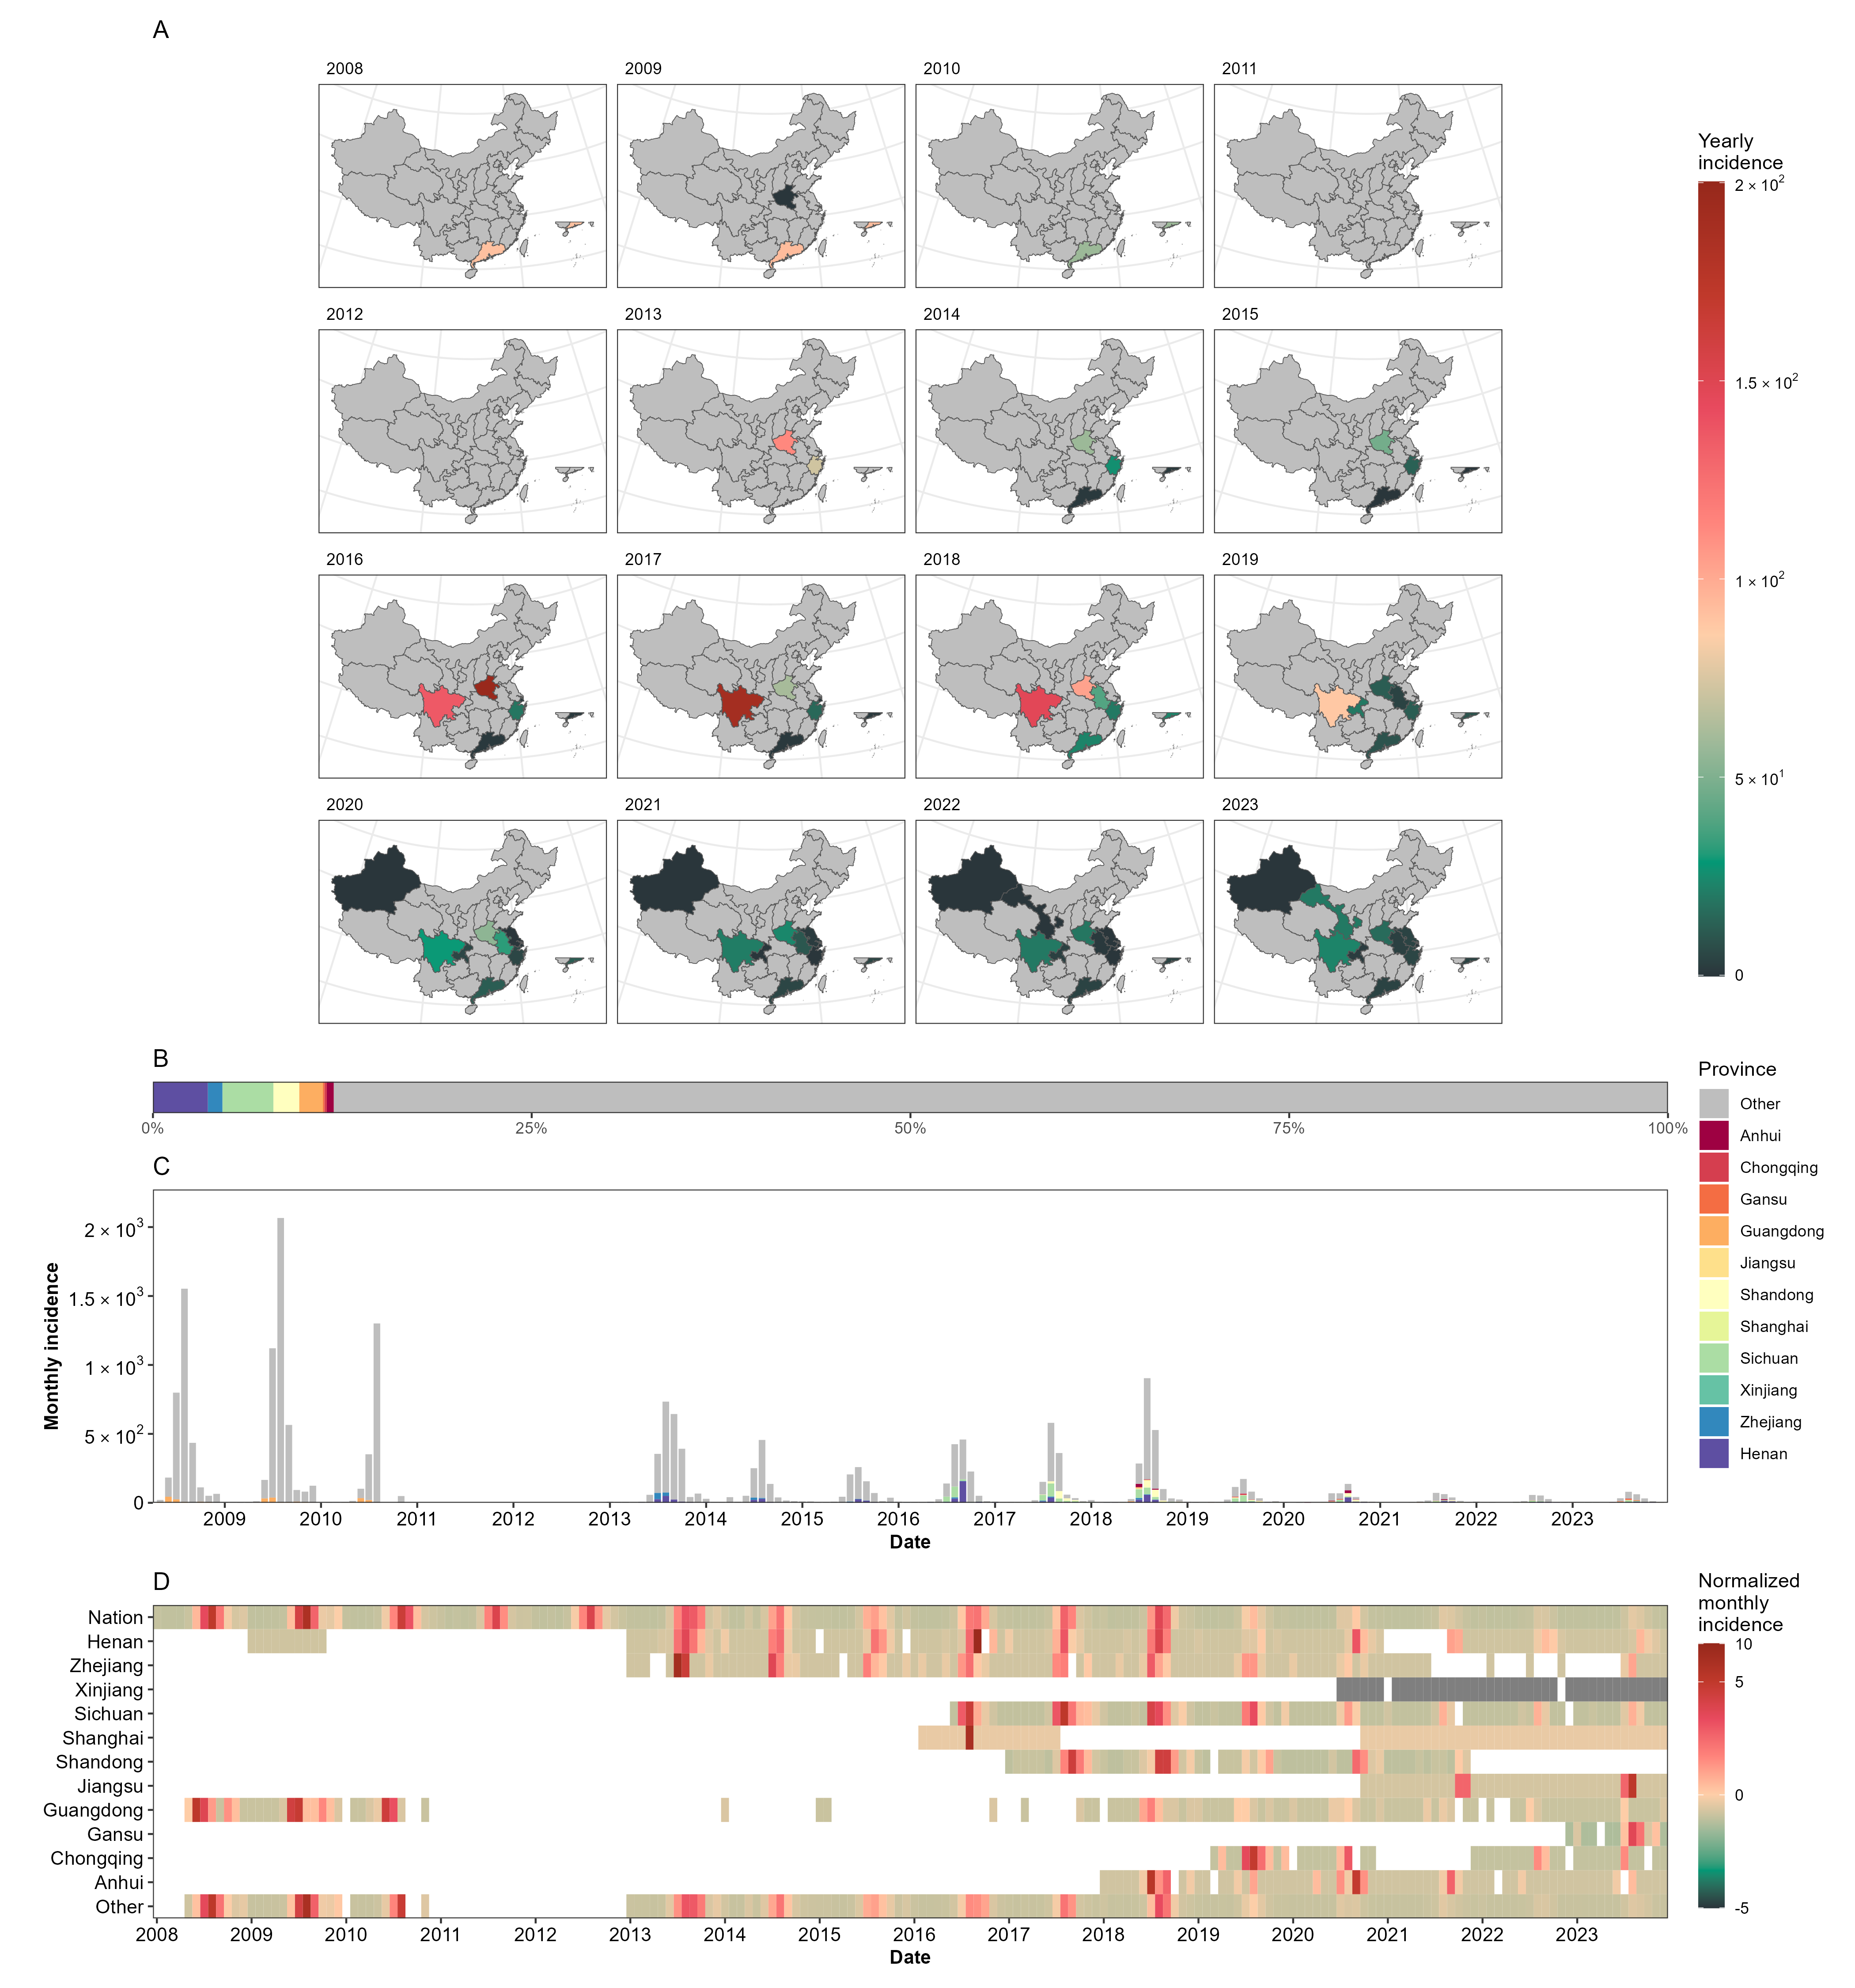 A
2008
2009
2010
2011
2012
2013
2014
2015
2016
2017
2018
2019
2020
2021
2022
2023
Yearly
incidence
2 × 10²
1.5 × 10²
1 × 10²
5 × 10¹
0
B
0%
25%
50%
75%
100%
Province
Other
Anhui
Chongqing
Gansu
Guangdong
Jiangsu
Shandong
Shanghai
Sichuan
Xinjiang
Zhejiang
Henan
C
Monthly incidence
2 × 10³
1.5 × 10³
1 × 10³
5 × 10²
0
2009
2010
2011
2012
2013
2014
2015
2016
2017
2018
2019
2020
2021
2022
2023
Date
D
Nation
Henan
Zhejiang
Xinjiang
Sichuan
Shanghai
Shandong
Jiangsu
Guangdong
Gansu
Chongqing
Anhui
Other
2008
2009
2010
2011
2012
2013
2014
2015
2016
2017
2018
2019
2020
2021
2022
2023
Date
Normalized
monthly
incidence
10
5
0
-5